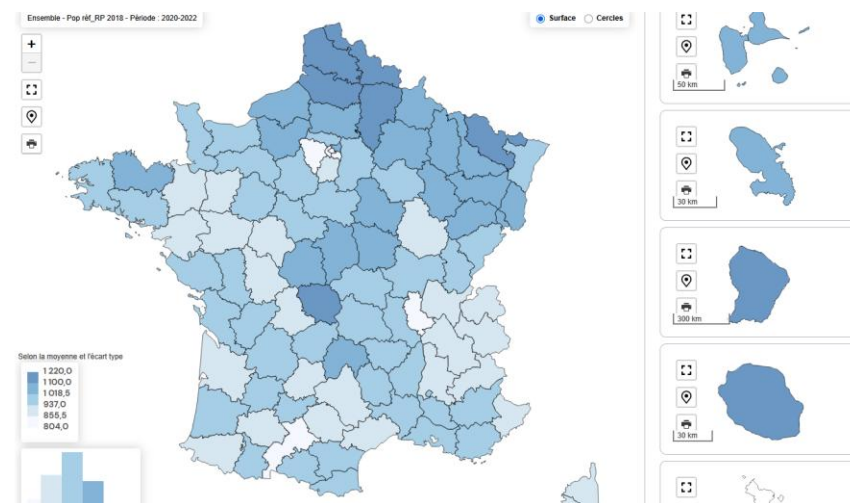 Ensemble - Pop réf_RP 2018 - Période : 2020-2022
Surface Cercles
+
−
50 km
30 km
300 km
30 km
Selon la moyenne et l'écart type
1 220,0
1 100,0
1 018,5
937,0
855,5
804,0